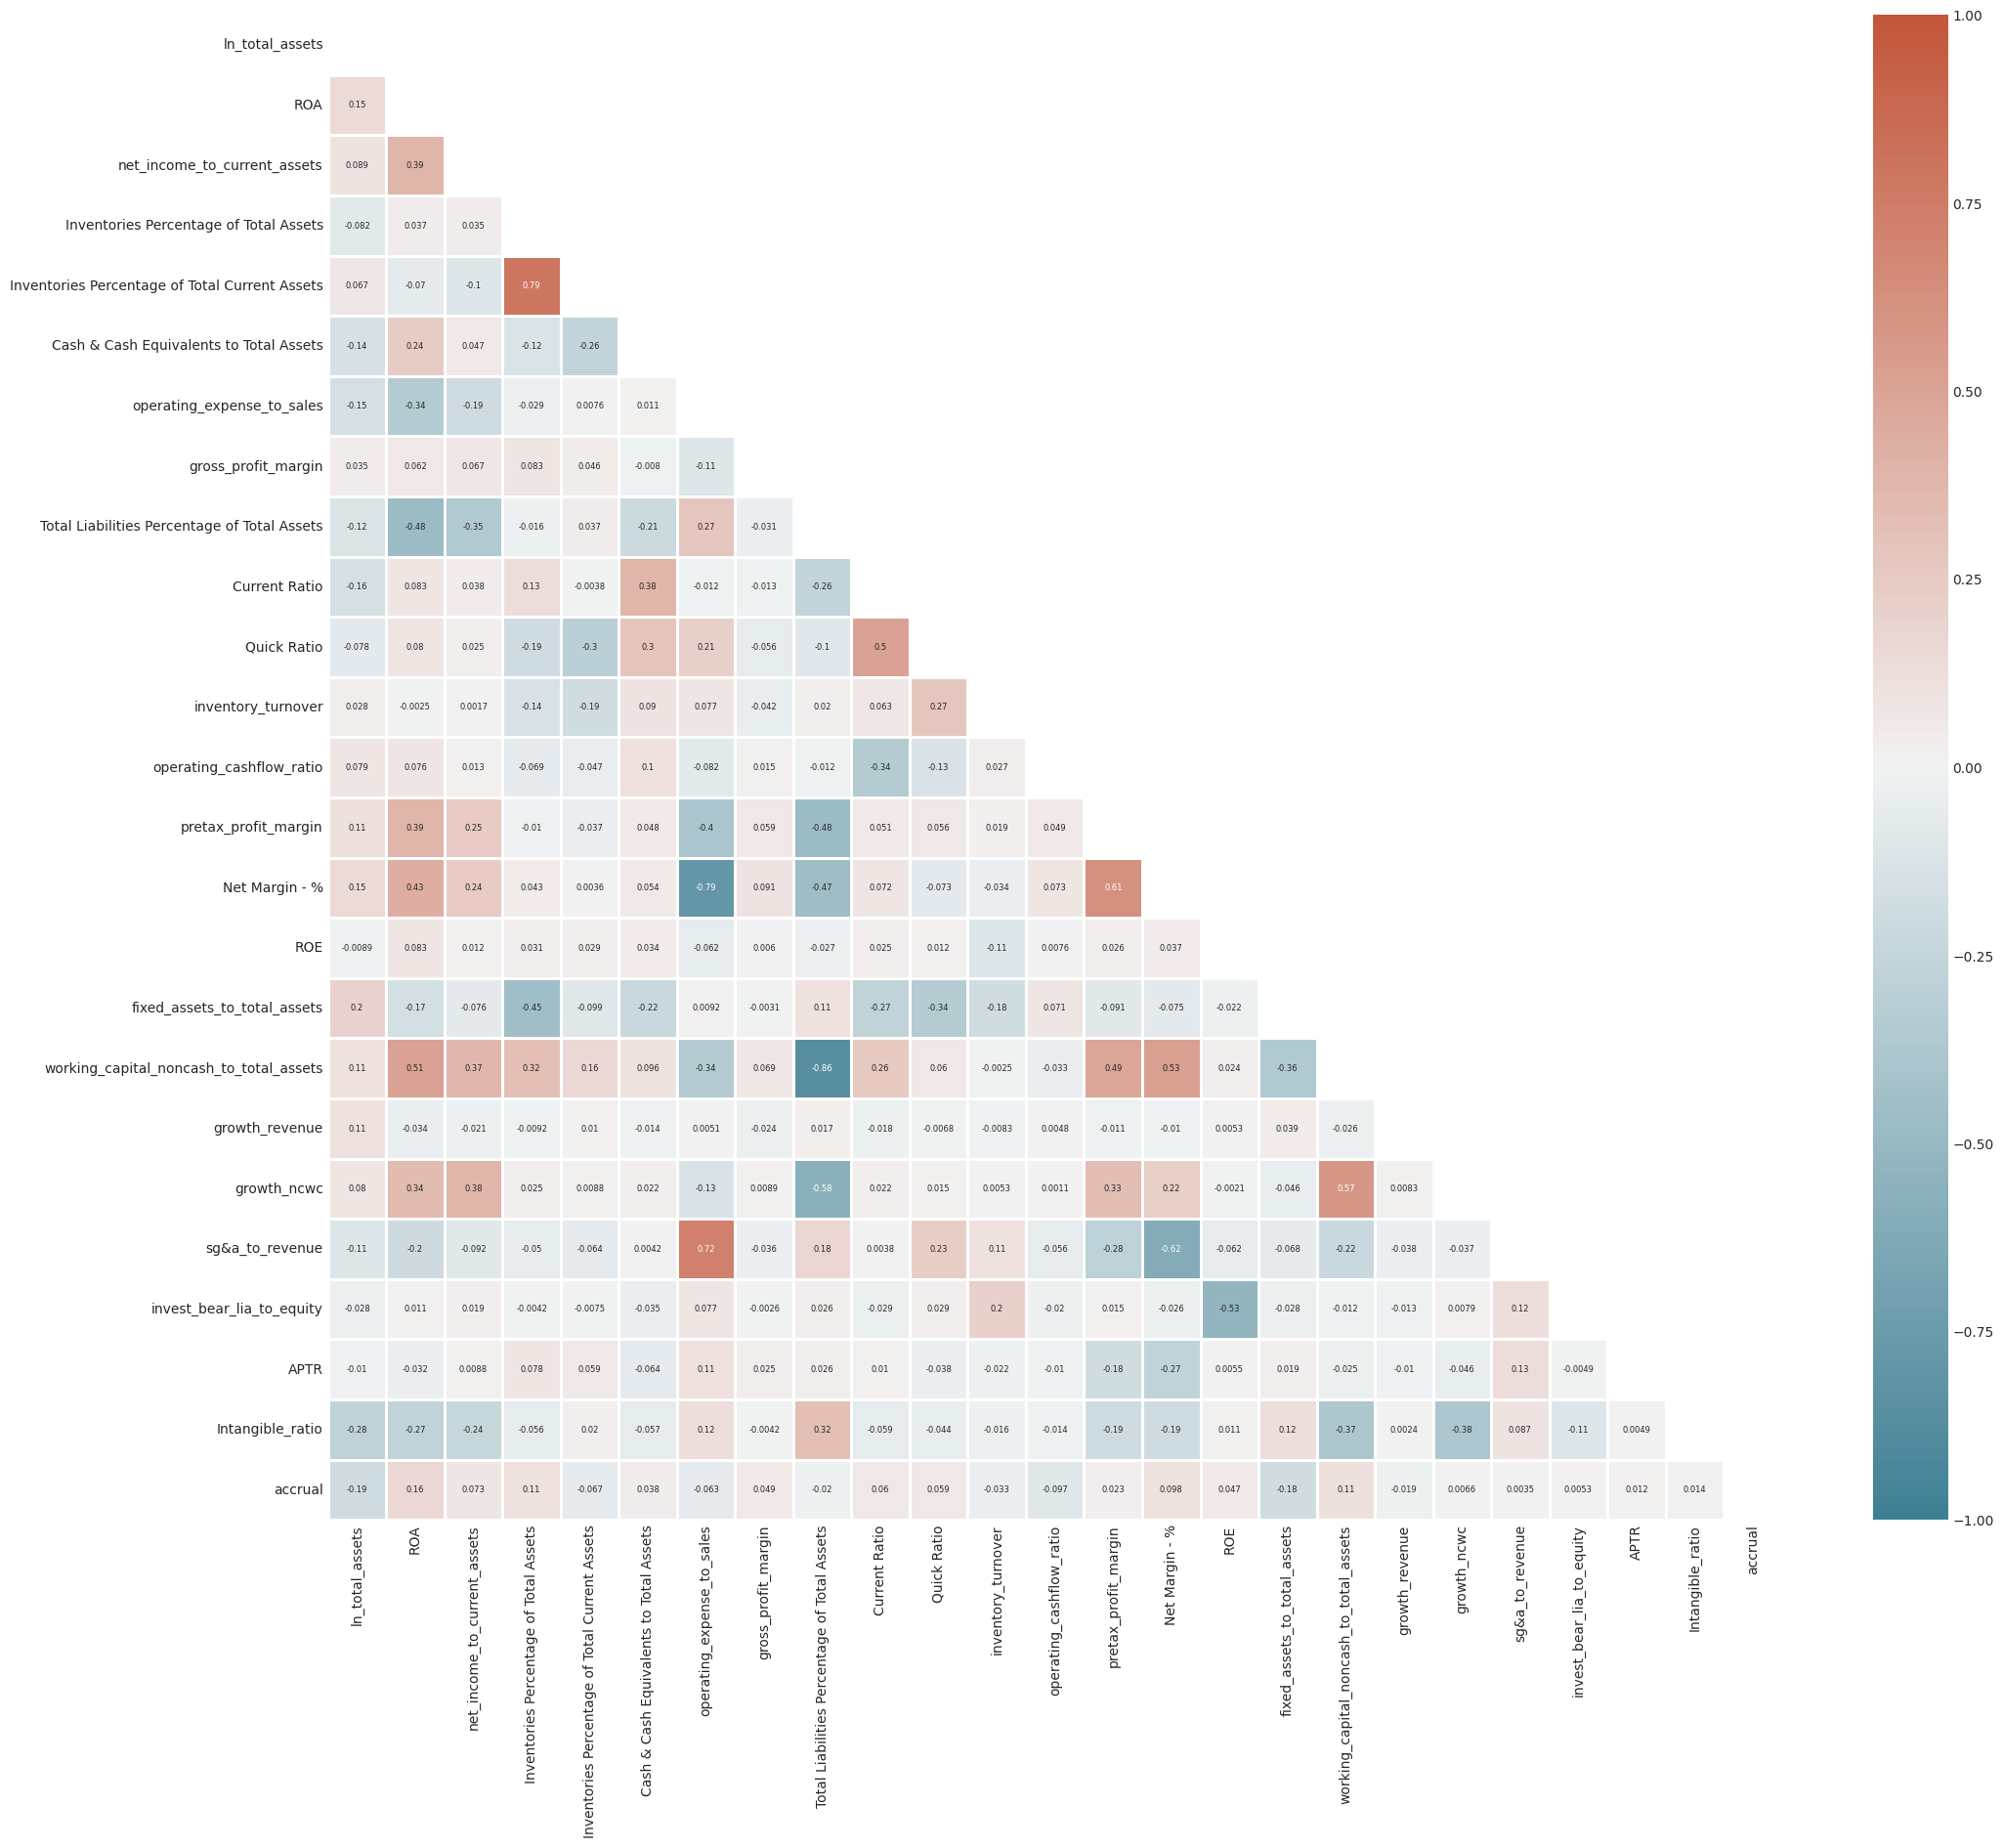 ln_total_assets
ROA 0.15
net_income_to_current_assets 0.089 0.39
Inventories Percentage of Total Assets -0.082 0.037 0.035
Inventories Percentage of Total Current Assets 0.067 -0.07 -0.1 0.79
Cash & Cash Equivalents to Total Assets -0.14 0.24 0.047 -0.12 -0.26
operating_expense_to_sales -0.15 -0.34 -0.19 -0.029 0.0076 0.011
gross_profit_margin 0.035 0.062 0.067 0.083 0.046 -0.008 -0.11
Total Liabilities Percentage of Total Assets -0.12 -0.48 -0.35 -0.016 0.037 -0.21 0.27 -0.031
Current Ratio -0.16 0.083 0.038 0.13 -0.0038 0.38 -0.012 -0.013 -0.26
Quick Ratio -0.078 0.08 0.025 -0.19 -0.3 0.3 0.21 -0.056 -0.1 0.5
inventory_turnover 0.028 -0.0025 0.0017 -0.14 -0.19 0.09 0.077 -0.042 0.02 0.063 0.27
operating_cashflow_ratio 0.079 0.076 0.013 -0.069 -0.047 0.1 -0.082 0.015 -0.012 -0.34 -0.13 0.027
pretax_profit_margin 0.11 0.39 0.25 -0.01 -0.037 0.048 -0.4 0.059 -0.48 0.051 0.056 0.019 0.049
Net Margin - % 0.15 0.43 0.24 0.043 0.0036 0.054 -0.79 0.091 -0.47 0.072 -0.073 -0.034 0.073 0.61
ROE -0.0089 0.083 0.012 0.031 0.029 0.034 -0.062 0.006 -0.027 0.025 0.012 -0.11 0.0076 0.026 0.037
fixed_assets_to_total_assets 0.2 -0.17 -0.076 -0.45 -0.099 -0.22 0.0092 -0.0031 0.11 -0.27 -0.34 -0.18 0.071 -0.091 -0.075 -0.022
working_capital_noncash_to_total_assets 0.11 0.51 0.37 0.32 0.16 0.096 -0.34 0.069 -0.86 0.26 0.06 -0.0025 -0.033 0.49 0.53 0.024 -0.36
growth_revenue 0.11 -0.034 -0.021 -0.0092 0.01 -0.014 0.0051 -0.024 0.017 -0.018 -0.0068 -0.0083 0.0048 -0.011 -0.01 0.0053 0.039 -0.026
growth_ncwc 0.08 0.34 0.38 0.025 0.0088 0.022 -0.13 0.0089 -0.58 0.022 0.015 0.0053 0.0011 0.33 0.22 -0.0021 -0.046 0.57 0.0083
sg&a_to_revenue -0.11 -0.2 -0.092 -0.05 -0.064 0.0042 0.72 -0.036 0.18 0.0038 0.23 0.11 -0.056 -0.28 -0.62 -0.062 -0.068 -0.22 -0.038 -0.037
invest_bear_lia_to_equity -0.028 0.011 0.019 -0.0042 -0.0075 -0.035 0.077 -0.0026 0.026 -0.029 0.029 0.2 -0.02 0.015 -0.026 -0.53 -0.028 -0.012 -0.013 0.0079 0.12
APTR -0.01 -0.032 0.0088 0.078 0.059 -0.064 0.11 0.025 0.026 0.01 -0.038 -0.022 -0.01 -0.18 -0.27 0.0055 0.019 -0.025 -0.01 -0.046 0.13 -0.0049
Intangible_ratio -0.28 -0.27 -0.24 -0.056 0.02 -0.057 0.12 -0.0042 0.32 -0.059 -0.044 -0.016 -0.014 -0.19 -0.19 0.011 0.12 -0.37 0.0024 -0.38 0.087 -0.11 0.0049
accrual -0.19 0.16 0.073 0.11 -0.067 0.038 -0.063 0.049 -0.02 0.06 0.059 -0.033 -0.097 0.023 0.098 0.047 -0.18 0.11 -0.019 0.0066 0.0035 0.0053 0.012 0.014
ln_total_assets
ROA
net_income_to_current_assets
Inventories Percentage of Total Assets
Inventories Percentage of Total Current Assets
Cash & Cash Equivalents to Total Assets
operating_expense_to_sales
gross_profit_margin
Total Liabilities Percentage of Total Assets
Current Ratio
Quick Ratio
inventory_turnover
operating_cashflow_ratio
pretax_profit_margin
Net Margin - %
ROE
fixed_assets_to_total_assets
working_capital_noncash_to_total_assets
growth_revenue
growth_ncwc
sg&a_to_revenue
invest_bear_lia_to_equity
APTR
Intangible_ratio
accrual
1.00
0.75
0.50
0.25
0.00
−0.25
−0.50
−0.75
−1.00